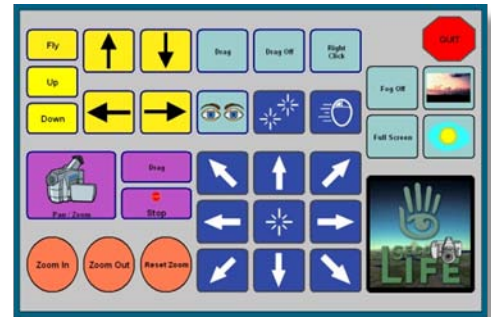 Fly
Drag
Drag Off
Right
Click
QUIT
Up
Fog Off
Down
Full Screen
Drag
Pan / Zoom
Stop
Zoom In
Zoom Out
Reset Zoom
LIFE